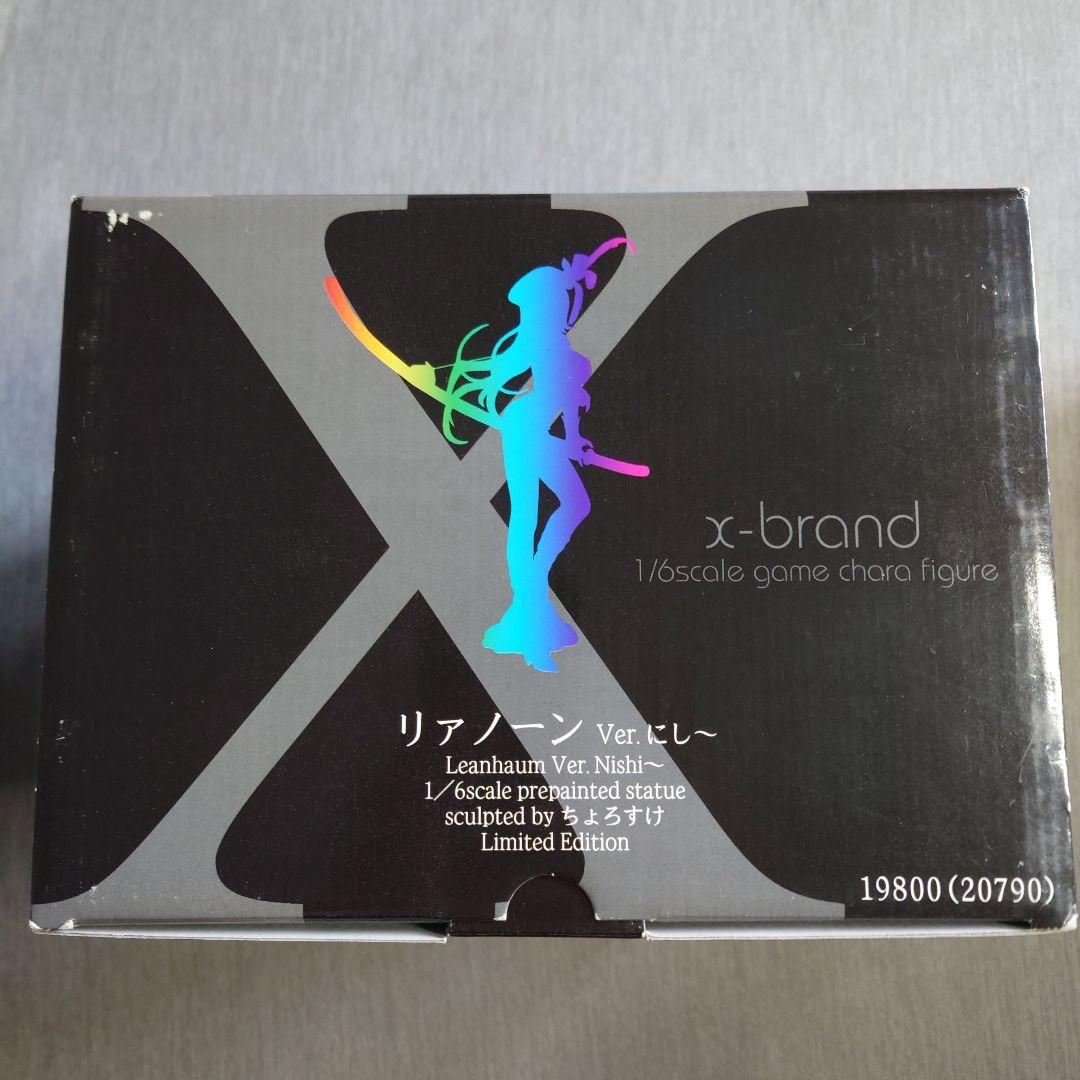 x-brand
1/6scale game chara figure
リァノーン Ver. にし～
Leanhaum Ver. Nishi～
1／6scale prepainted statue
sculpted by ちょろすけ
Limited Edition
19800(20790)